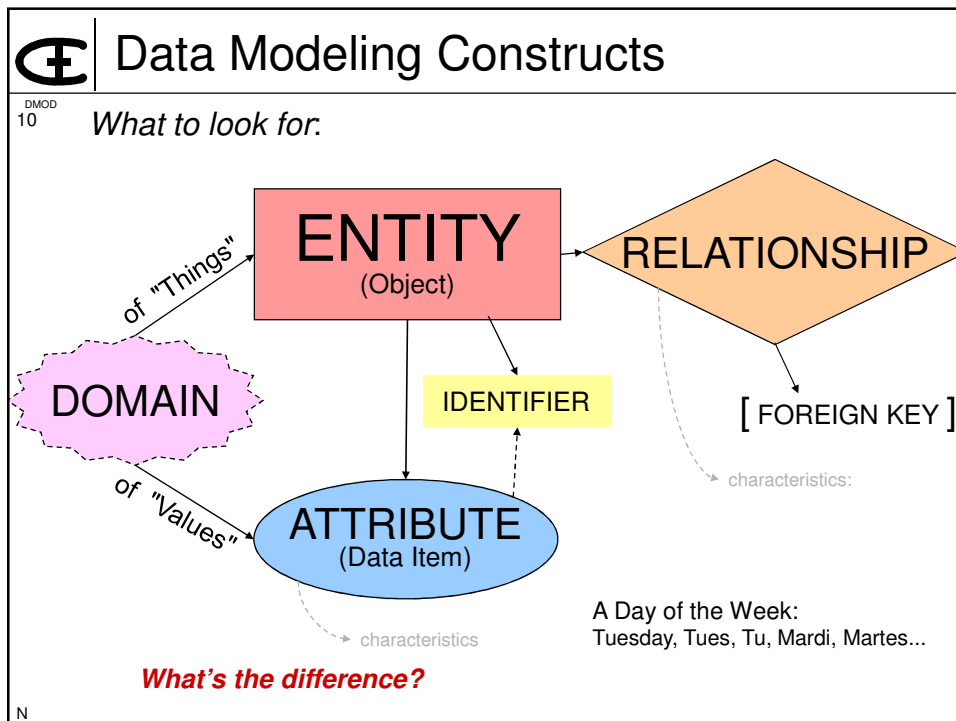 Data Modeling Constructs
DMOD
10
What to look for:
ENTITY
(Object)
RELATIONSHIP
of "Things"
DOMAIN
IDENTIFIER
[ FOREIGN KEY ]
of "Values"
characteristics:
ATTRIBUTE
(Data Item)
A Day of the Week:
Tuesday, Tues, Tu, Mardi, Martes...
characteristics
What's the difference?
N